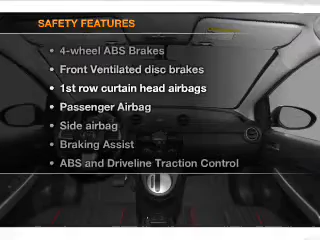 SAFETY FEATURES
• 4-wheel ABS Brakes
• Front Ventilated disc brakes
• 1st row curtain head airbags
• Passenger Airbag
• Side airbag
• Braking Assist
• ABS and Driveline Traction Control